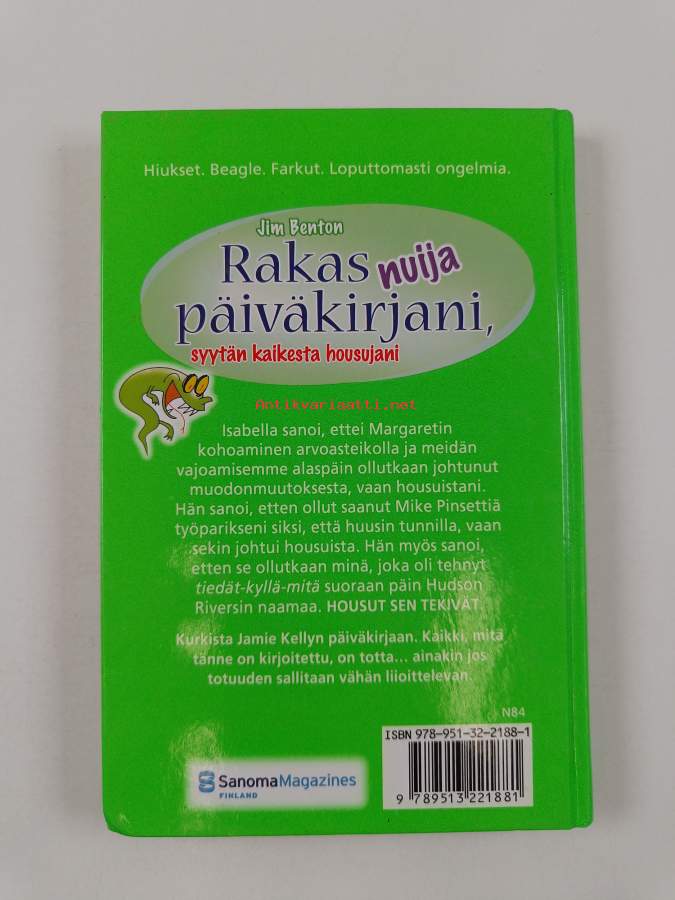 Hiukset. Beagle. Farkut. Loputtomasti ongelmia.
Jim Benton
Rakas nuija
päiväkirjani,
syytän kaikesta housujani
Antikvariaatti.net
Isabella sanoi, ettei Margaretin
kohoaminen arvoasteikolla ja meidän
vajoamisemme alaspäin ollutkaan johtunut
muodonmuutoksesta, vaan housuistani.
Hän sanoi, etten ollut saanut Mike Pinsettiä
työparikseni siksi, että huusin tunnilla, vaan
sekin johtui housuista. Hän myös sanoi,
etten se ollutkaan minä, joka oli tehnyt
tiedät-kyllä-mitä suoraan päin Hudson
Riversin naamaa. HOUSUT SEN TEKIVÄT.
Kurkista Jamie Kellyn päiväkirjaan. Kaikki, mitä
tänne on kirjoitettu, on totta... ainakin jos
totuuden sallitaan vähän liioittelevan.
N84
ISBN 978-951-32-2188-1
9 789513 221881
SanomaMagazines
FINLAND